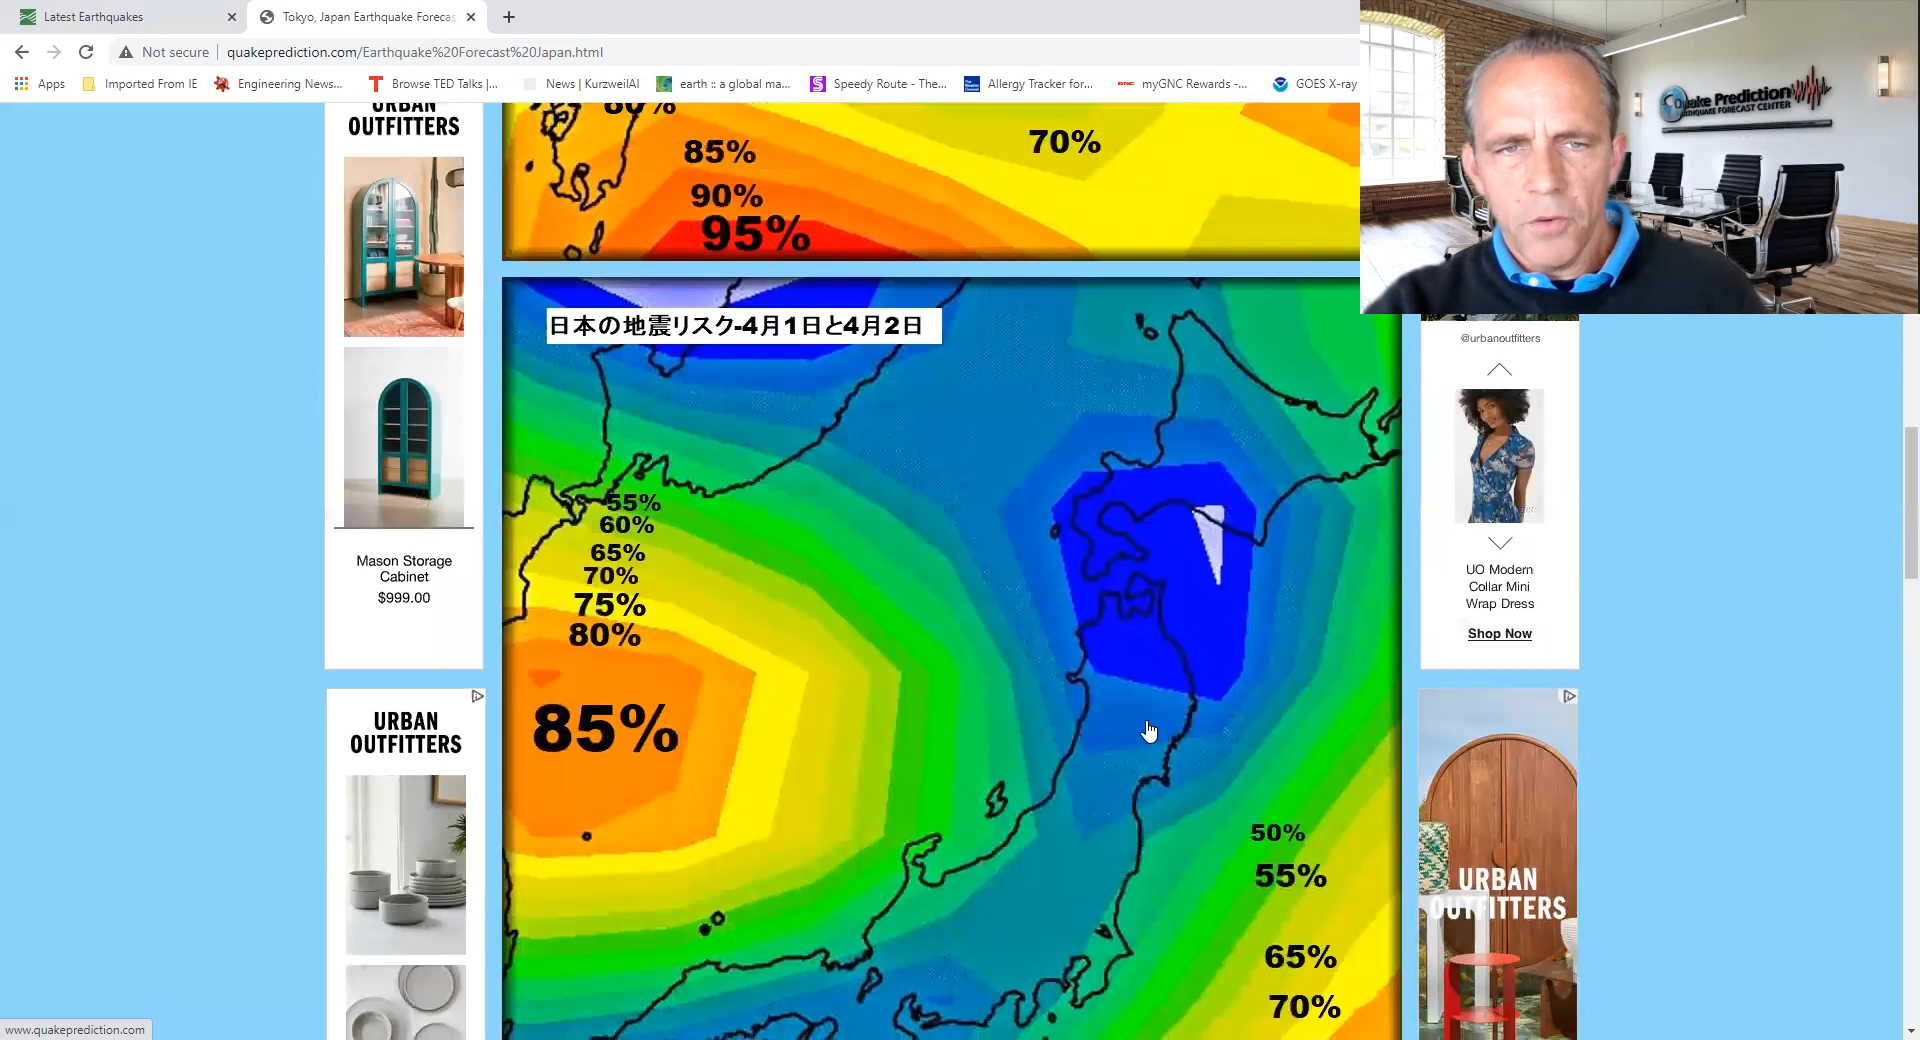 Latest Earthquakes
Tokyo, Japan Earthquake Forecas
Not secure
quakeprediction.com/Earthquake%20Forecast%20Japan.html
Apps
Imported From IE
Engineering News...
Browse TED Talks |...
News | KurzweilAI
earth :: a global ma...
Speedy Route - The...
Allergy Tracker for...
myGNC Rewards -...
GOES X-ray
Quake Prediction
EARTHQUAKE FORECAST CENTER
URBAN
OUTFITTERS
Mason Storage
Cabinet
$999.00
URBAN
OUTFITTERS
80%
85%
90%
95%
70%
日本の地震リスク-4月1日と4月2日
55%
60%
65%
70%
75%
80%
85%
50%
55%
65%
70%
@urbanoutfitters
UO Modern
Collar Mini
Wrap Dress
Shop Now
URBAN
OUTFITTERS
www.quakeprediction.com